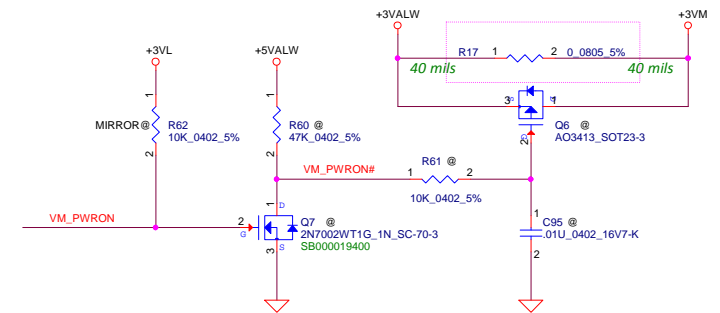 +3VALW
+3VM
+3VL
+5VALW
R17
1
2
0_0805_5%
40 mils
40 mils
1
1
3
S
D
1
MIRROR@
R62
10K_0402_5%
R60 @
47K_0402_5%
Q6 @
AO3413_SOT23-3
G
2
2
2
R61 @
VM_PWRON#
1
2
10K_0402_5%
1
D
VM_PWRON
2
G
Q7 @
2N7002WT1G_1N_SC-70-3
SB000019400
3
S
1
C95 @
.01U_0402_16V7-K
2